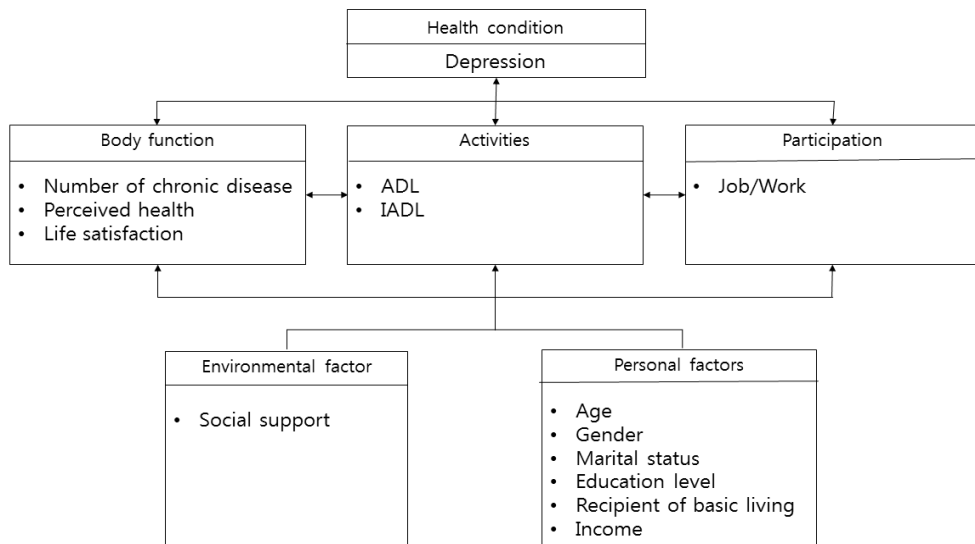 Health condition
Depression
Body function
• Number of chronic disease
• Perceived health
• Life satisfaction
Activities
• ADL
• IADL
Participation
• Job/Work
Environmental factor
• Social support
Personal factors
• Age
• Gender
• Marital status
• Education level
• Recipient of basic living
• Income